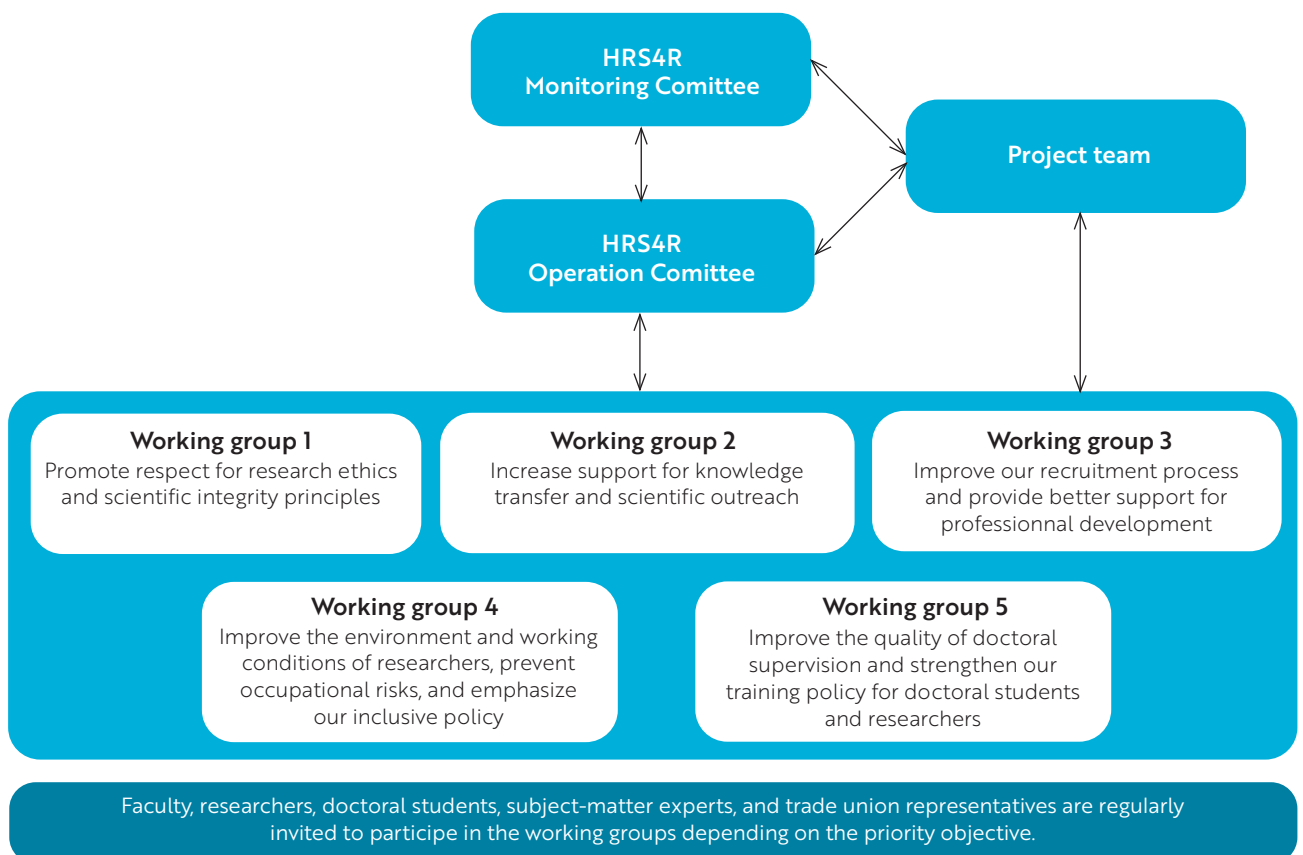 HRS4R
Monitoring Comittee
Project team
HRS4R
Operation Comittee
Working group 1
Promote respect for research ethics
and scientific integrity principles
Working group 2
Increase support for knowledge
transfer and scientific outreach
Working group 3
Improve our recruitment process
and provide better support for
professionnal development
Working group 4
Improve the environment and working
conditions of researchers, prevent
occupational risks, and emphasize
our inclusive policy
Working group 5
Improve the quality of doctoral
supervision and strengthen our
training policy for doctoral students
and researchers
Faculty, researchers, doctoral students, subject-matter experts, and trade union representatives are regularly
invited to participe in the working groups depending on the priority objective.